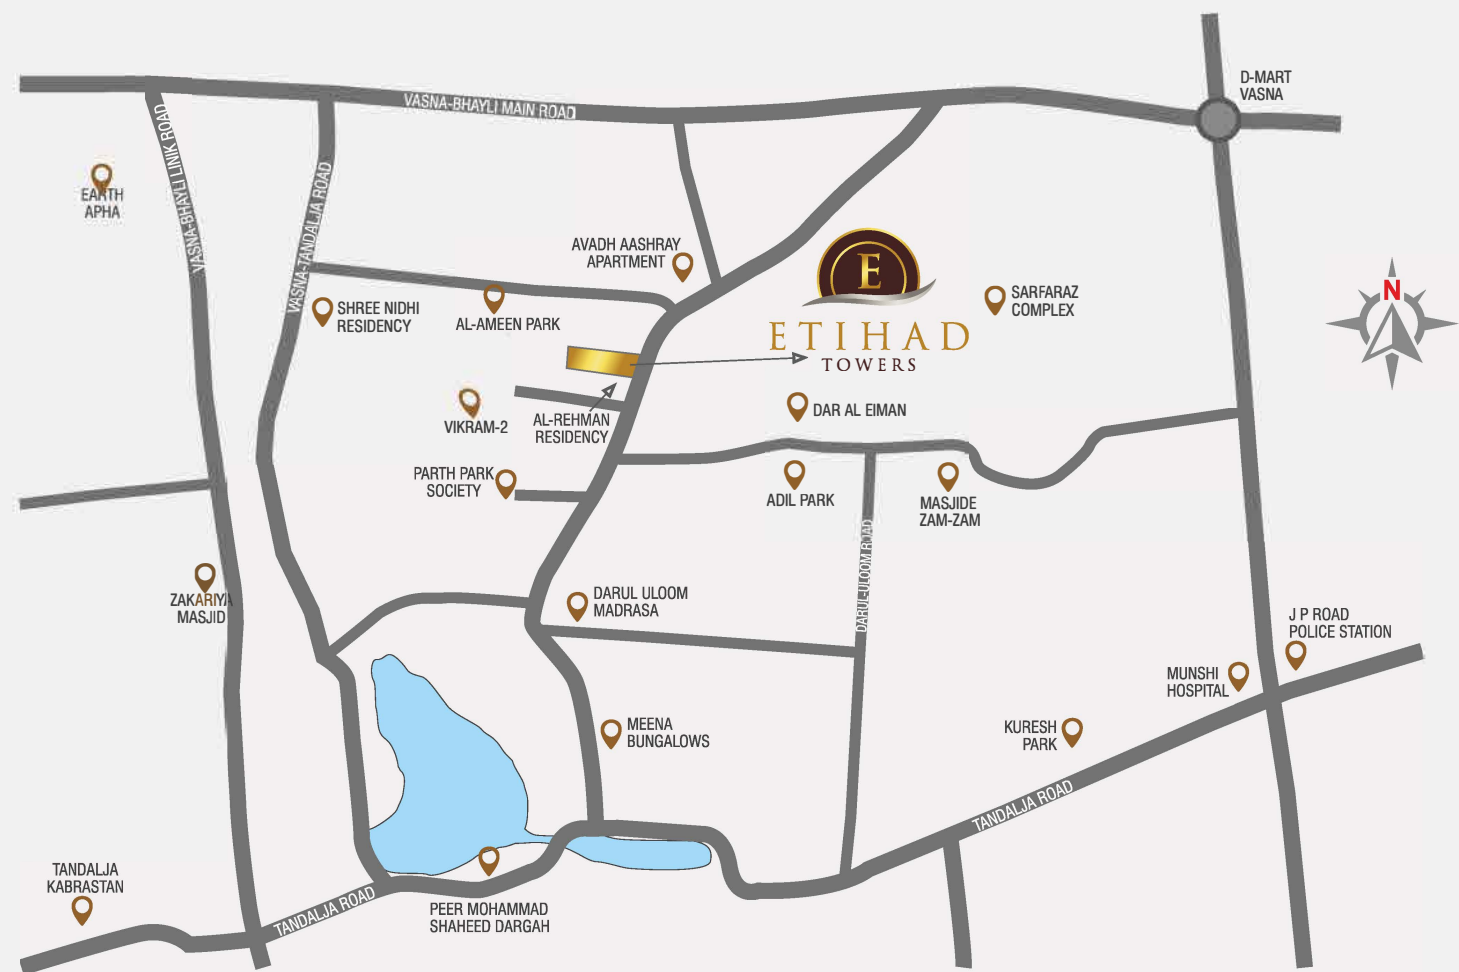 D-MART
VASNA
VASNA-BHAYLI MAIN ROAD
VASNA-BHAYLI LINIK ROAD
EARTH
APHA
VASNA-TANDALJA ROAD
AVADH AASHRAY
APARTMENT
E
ETIHAD
TOWERS
SARFARAZ
COMPLEX
N
SHREE NIDHI
RESIDENCY
AL-AMEEN PARK
VIKRAM-2
AL-REHMAN
RESIDENCY
DAR AL EIMAN
PARTH PARK
SOCIETY
ADIL PARK
MASJIDE
ZAM-ZAM
DARUL-ULOOM ROAD
ZAKARIYA
MASJID
DARUL ULOOM
MADRASA
J P ROAD
POLICE STATION
MUNSHI
HOSPITAL
MEENA
BUNGALOWS
KURESH
PARK
TANDALJA ROAD
TANDALJA
KABRASTAN
TANDALJA ROAD
PEER MOHAMMAD
SHAHEED DARGAH